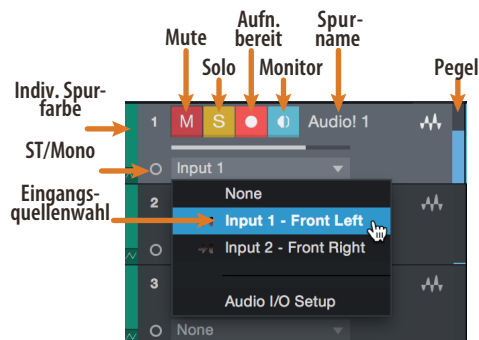 Mute
Solo
Aufn.
bereit
Monitor
Spur-
name
Pegel
Indiv. Spur-
farbe
ST/Mono
Eingangs-
quellenwahl
1 M S Audio! 1
Input 1
2
None
Input 1 - Front Left
Input 2 - Front Right
3
Audio I/O Setup
None